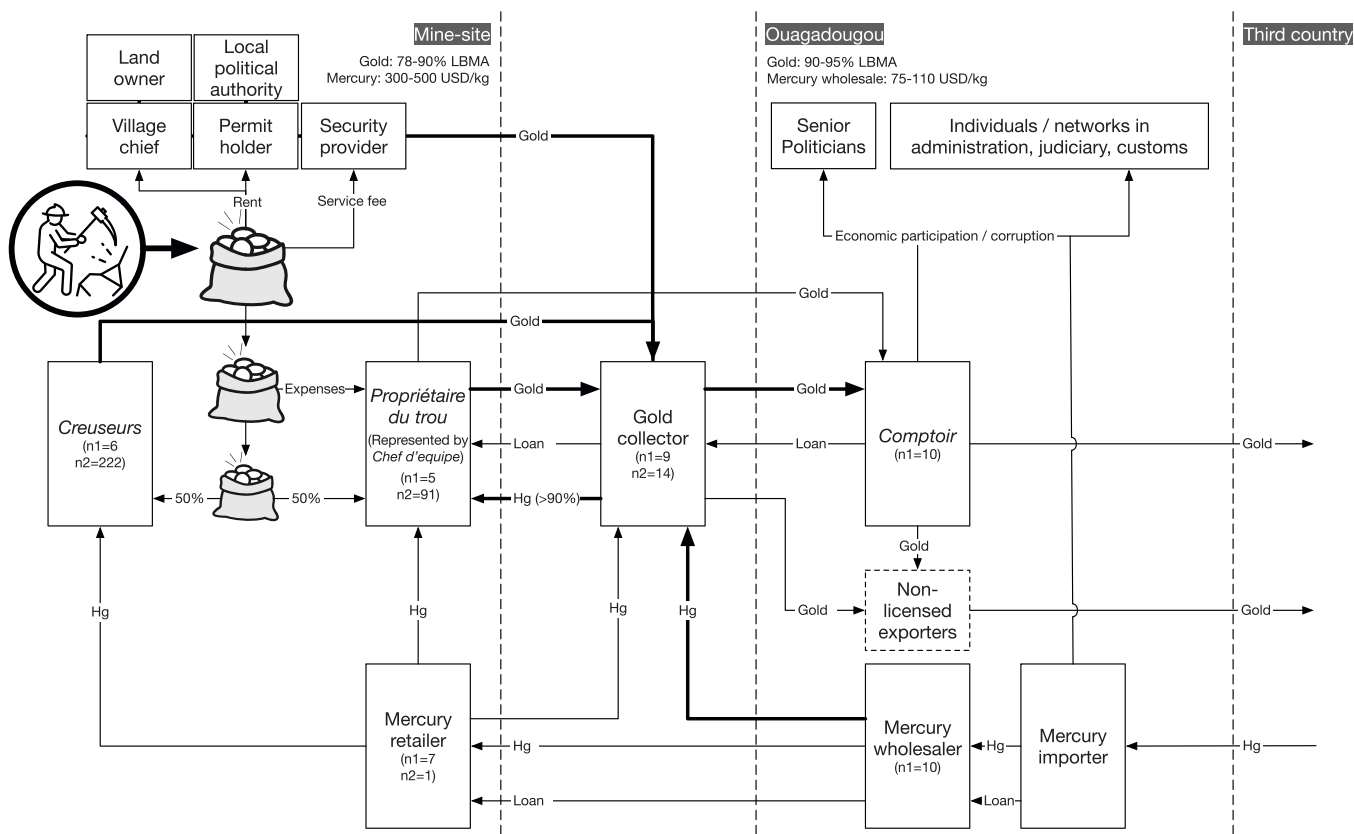 Mine-site
Gold: 78-90% LBMA
Mercury: 300-500 USD/kg
Ouagadougou
Gold: 90-95% LBMA
Mercury wholesale: 75-110 USD/kg
Third country
Land
owner
Local
political
authority
Village
chief
Permit
holder
Security
provider
Gold
Senior
Politicians
Individuals / networks in
administration, judiciary, customs
Rent
Service fee
Economic participation / corruption
Gold
Gold
Creuseurs
(n1=6
n2=222)
Expenses
50%
50%
Propriétaire
du trou
(Represented by
Chef d'equipe)
(n1=5
n2=91)
Gold
Loan
Hg (>90%)
Gold
collector
(n1=9
n2=14)
Gold
Loan
Comptoir
(n1=10)
Gold
Gold
Hg
Hg
Hg
Hg
Gold
Non-
licensed
exporters
Gold
Mercury
retailer
(n1=7
n2=1)
Hg
Loan
Mercury
wholesaler
(n1=10)
Hg
Loan
Mercury
importer
Hg